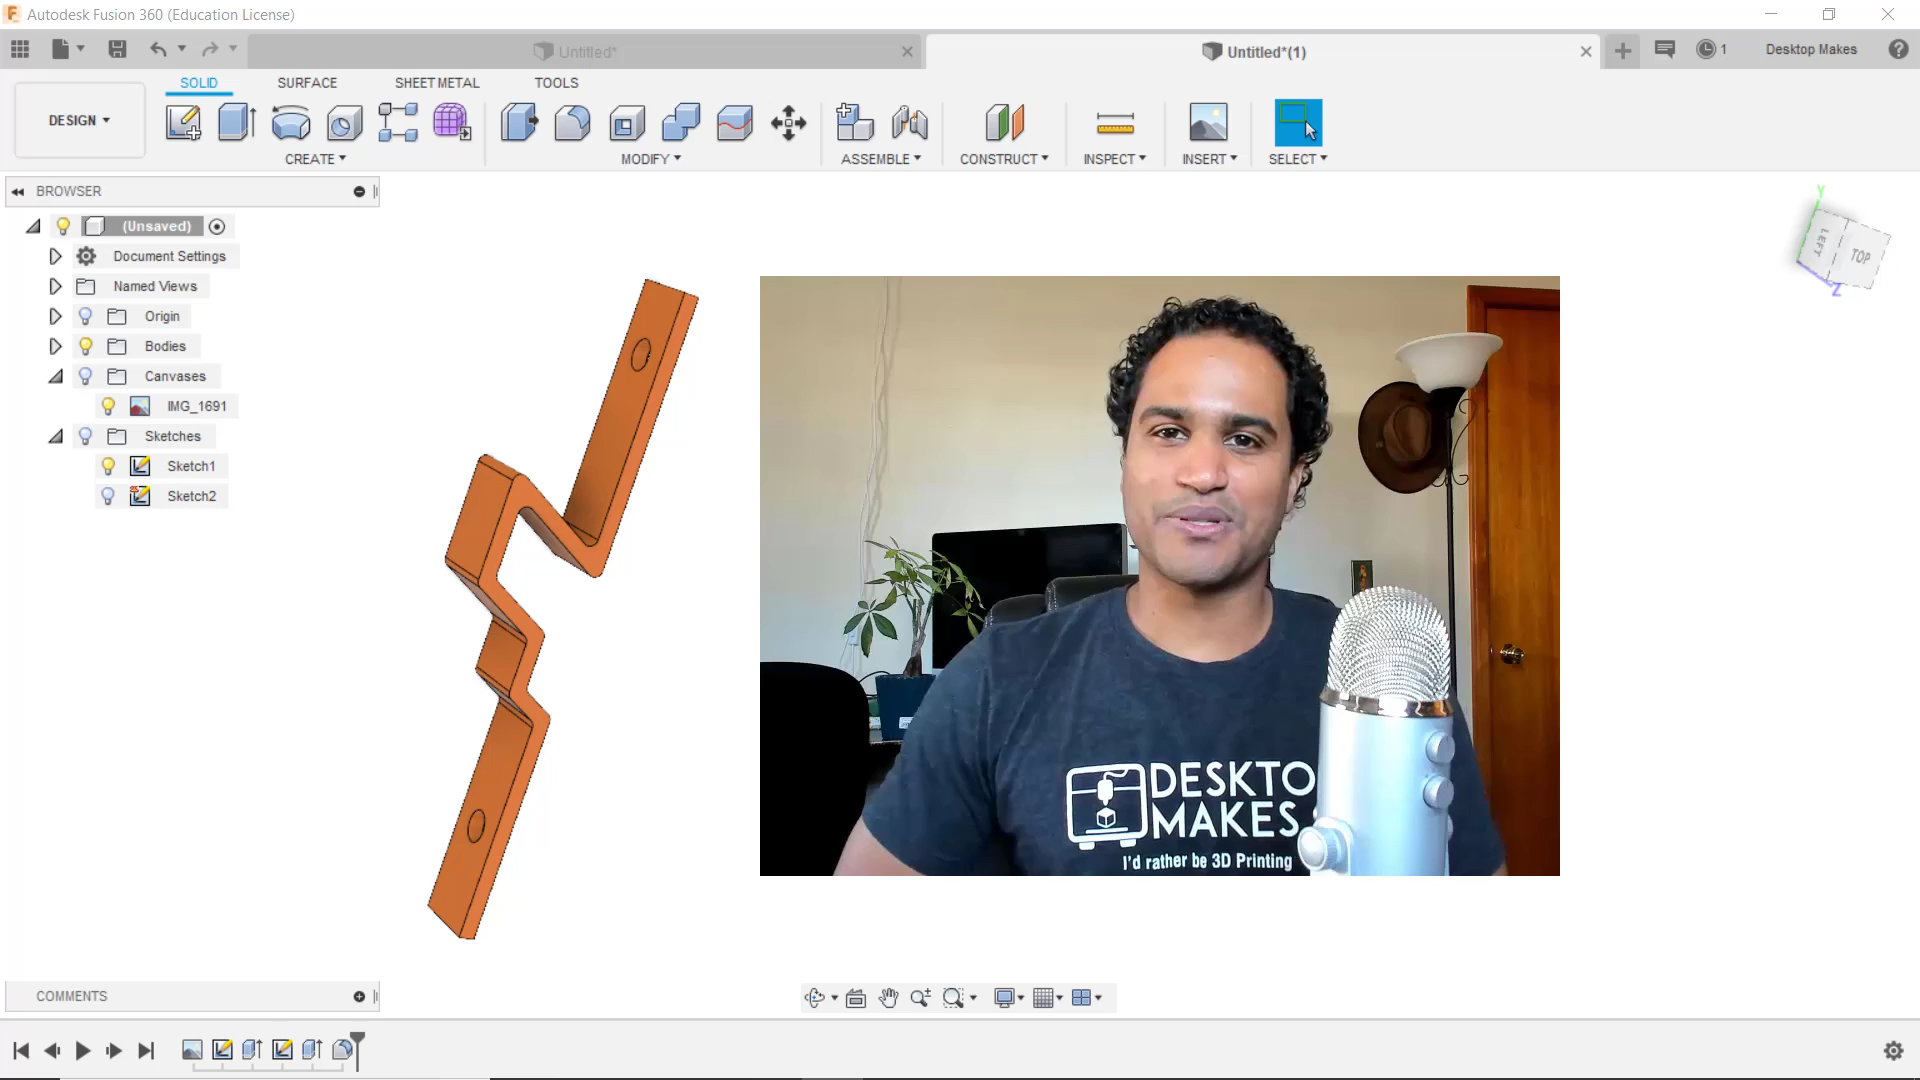 Autodesk Fusion 360 (Education License)
Untitled*
Untitled*(1)
1
Desktop Makes
DESIGN
SOLID
SURFACE
SHEET METAL
TOOLS
CREATE
MODIFY
ASSEMBLE
CONSTRUCT
INSPECT
INSERT
SELECT
BROWSER
(Unsaved)
Document Settings
Named Views
Origin
Bodies
Canvases
IMG_1691
Sketches
Sketch1
Sketch2
Y
LEFT
TOP
Z
DESKTO
MAKES
I'd rather be 3D Printing
COMMENTS